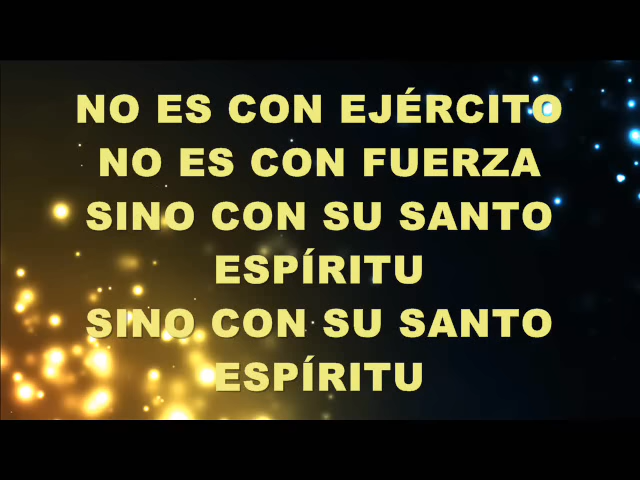 NO ES CON EJÉRCITO
NO ES CON FUERZA
SINO CON SU SANTO
ESPÍRITU
SINO CON SU SANTO
ESPÍRITU